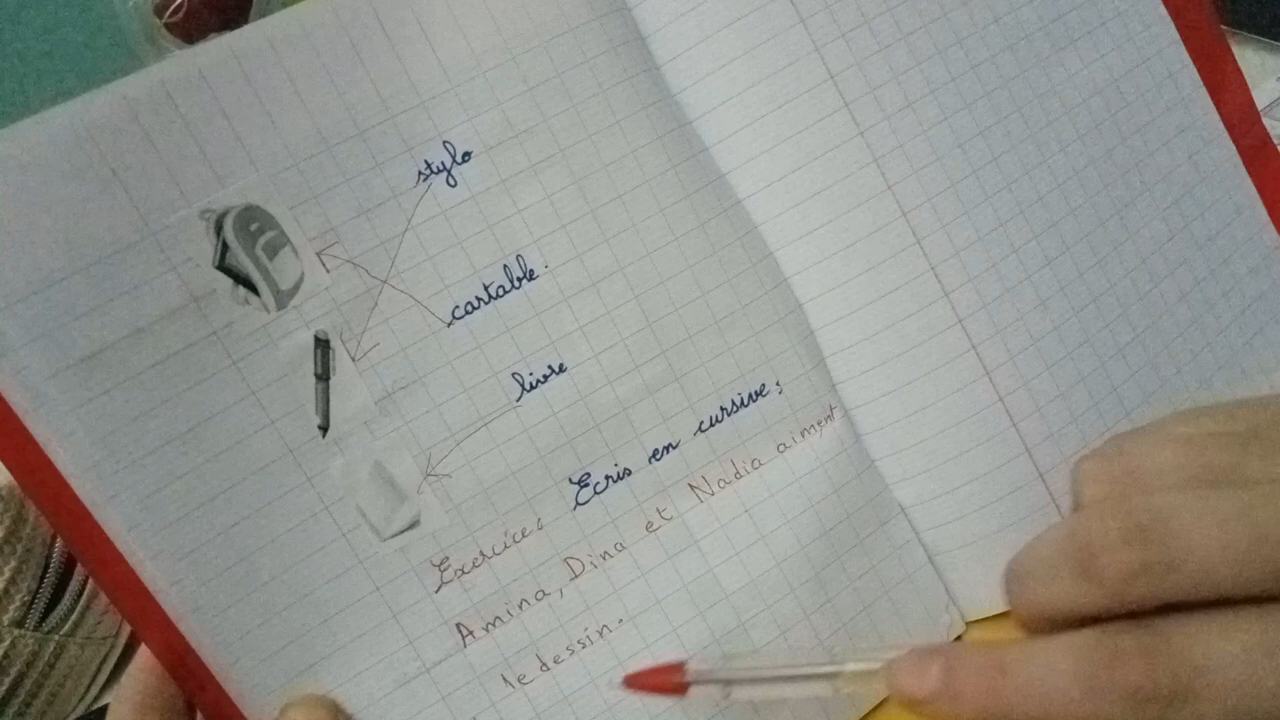 stylo
cartable.
livre
Exercice: Ecris en cursive:
Amina, Dina et Nadia aiment
le dessin.